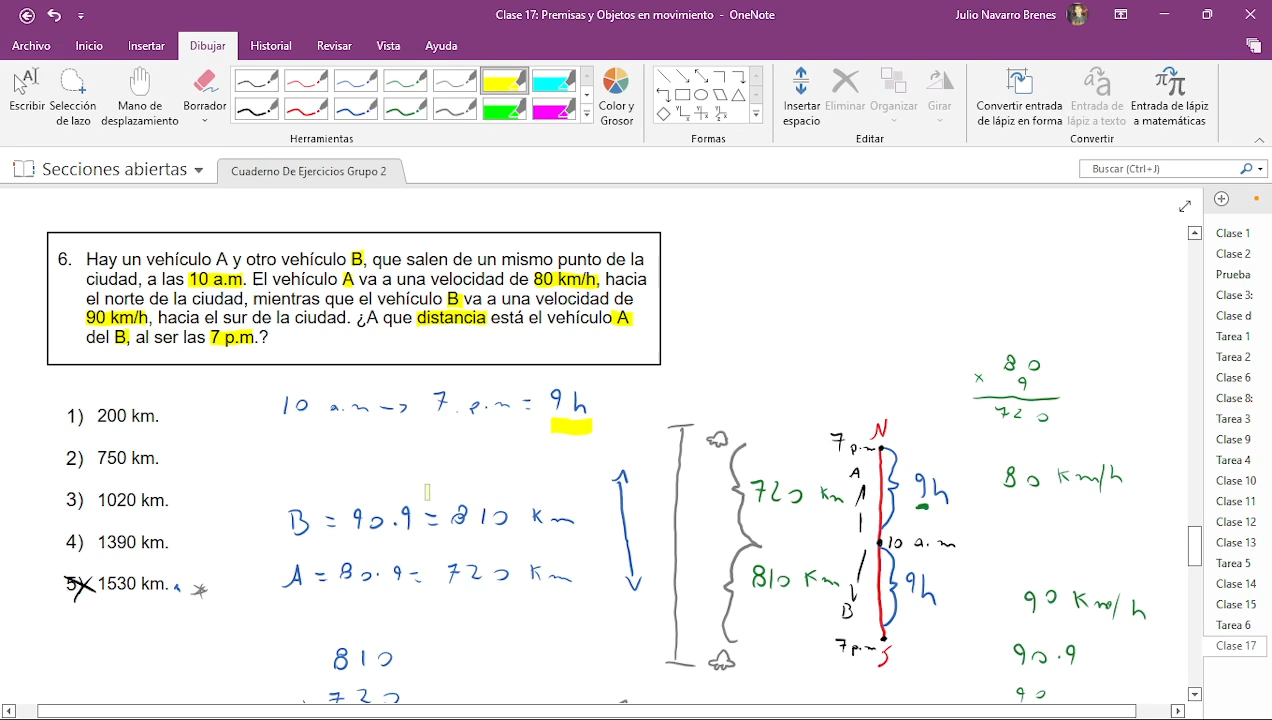 Clase 17: Premisas y Objetos en movimiento - OneNote
Julio Navarro Brenes
Archivo Inicio Insertar Dibujar Historial Revisar Vista Ayuda
Escribir
Selección de lazo
Mano de desplazamiento
Borrador
Color y Grosor
Insertar espacio
Eliminar
Organizar
Girar
Convertir entrada de lápiz en forma
Entrada de lápiz a texto
Entrada de lápiz a matemáticas
Herramientas
Formas
Editar
Convertir
Secciones abiertas
Cuaderno De Ejercicios Grupo 2
Buscar (Ctrl+J)
6. Hay un vehículo A y otro vehículo B, que salen de un mismo punto de la
ciudad, a las 10 a.m. El vehículo A va a una velocidad de 80 km/h, hacia
el norte de la ciudad, mientras que el vehículo B va a una velocidad de
90 km/h, hacia el sur de la ciudad. ¿A que distancia está el vehículo A
del B, al ser las 7 p.m.?
1) 200 km.
2) 750 km.
3) 1020 km.
4) 1390 km.
5) 1530 km.
10 a.m -> 7 p.m = 9h
B = 90.9 = 810 Km
A = 80.9 = 720 Km
810
720
N
7 p.m
A
720 km
9h
10 a.m
810 Km
9h
B
7p.m
S
80
x 9
720
80 Km/h
90 Km/h
90.9
90
Clase 1
Clase 2
Prueba
Clase 3:
Clase d
Tarea 1
Tarea 2
Clase 6
Clase 8:
Tarea 3
Clase 9
Tarea 4
Clase 10
Clase 11
Clase 12
Clase 13
Tarea 5
Clase 14
Clase 15
Tarea 6
Clase 17